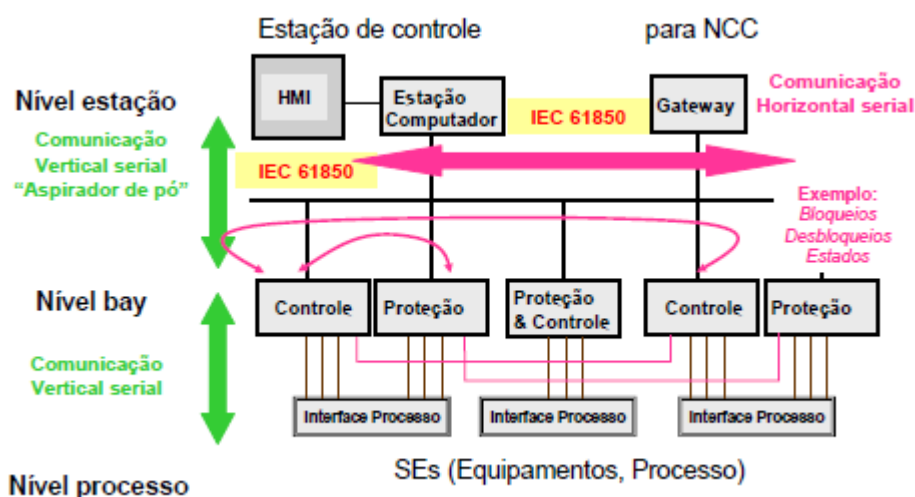 Estação de controle
para NCC
HMI
Estação
Computador
IEC 61850
Gateway
Comunicação
Horizontal serial
Nível estação
Comunicação
Vertical serial
“Aspirador de pó”
IEC 61850
Exemplo:
Bloqueios
Desbloqueios
Estados
Nível bay
Controle
Proteção
Proteção
& Controle
Controle
Proteção
Comunicação
Vertical serial
Interface Processo
Interface Processo
Interface Processo
SEs (Equipamentos, Processo)
Nível processo